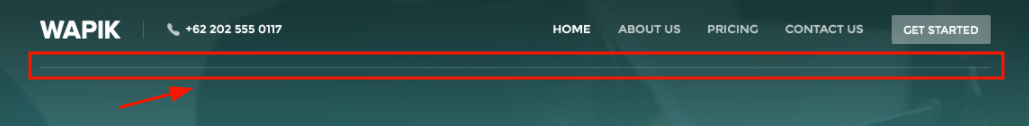 WAPIK +62 202 555 0117 HOME ABOUT US PRICING CONTACT US GET STARTED